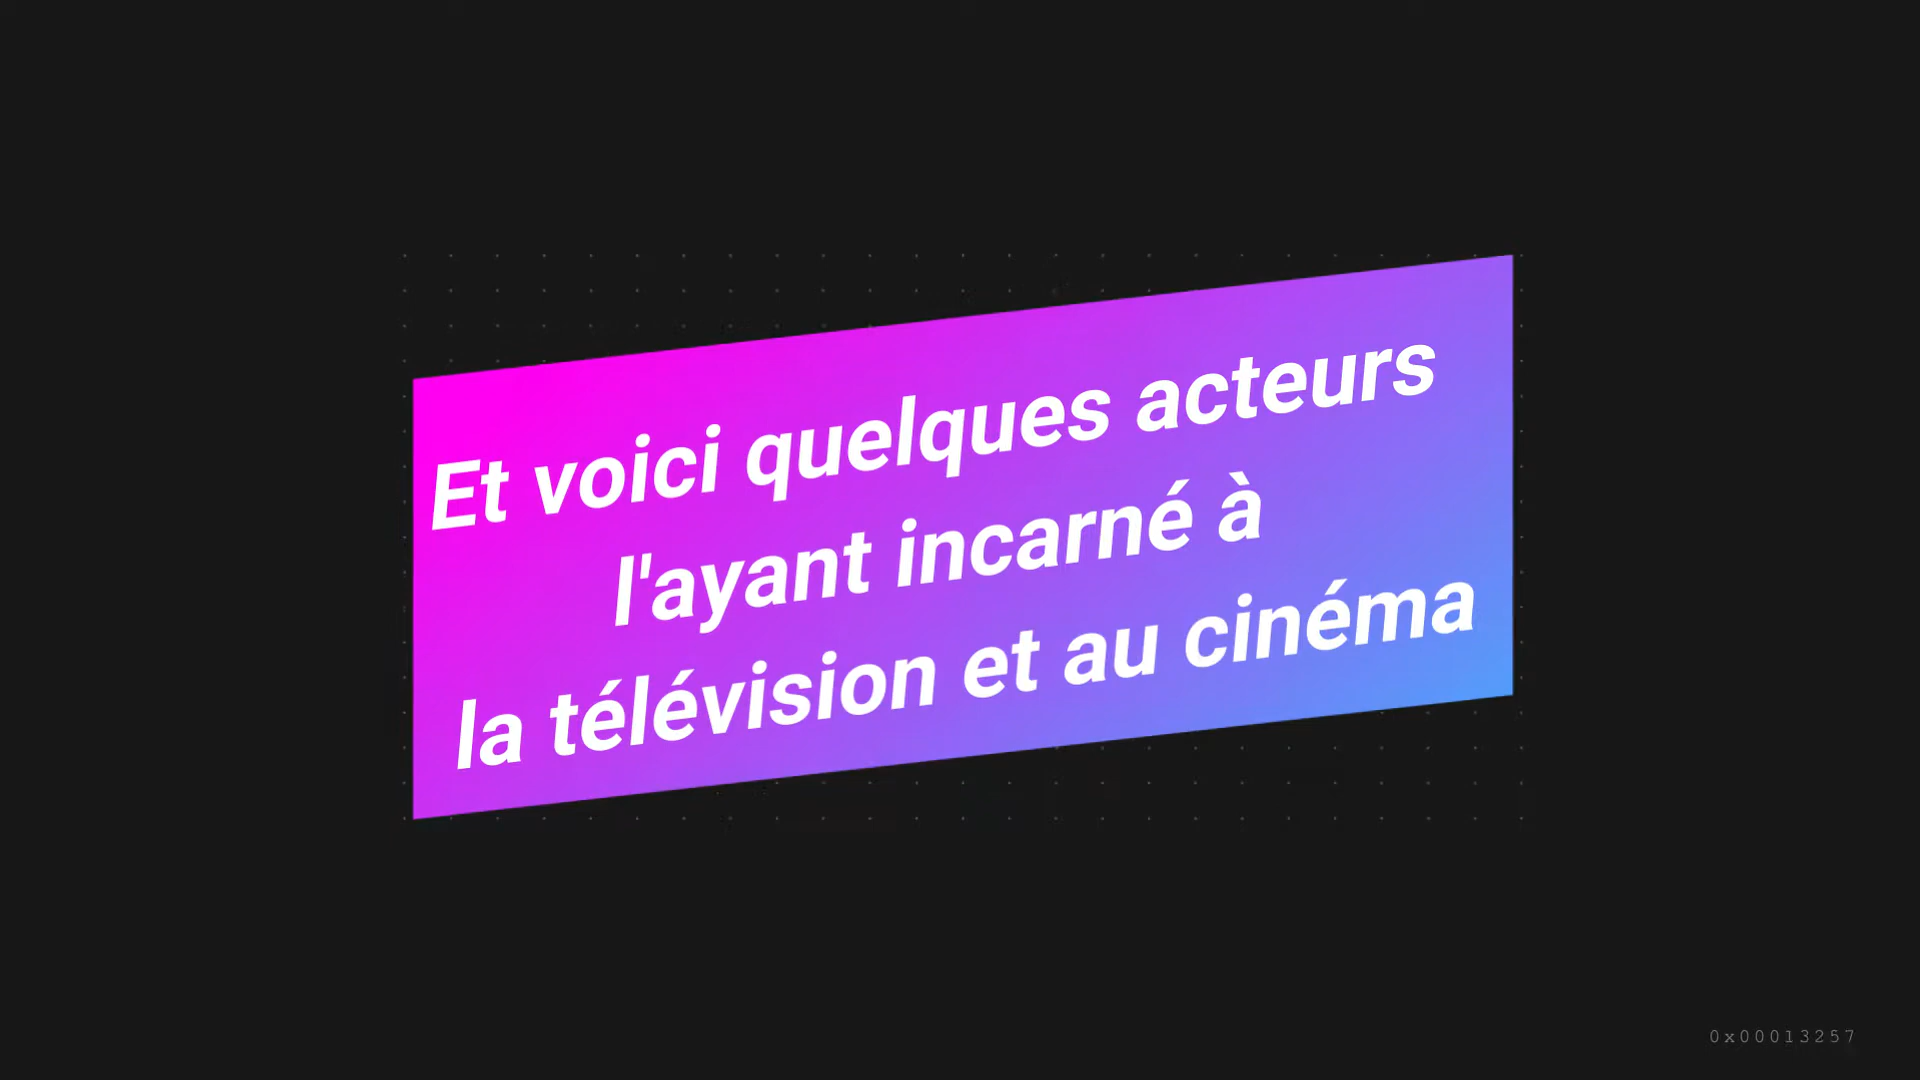 Et voici quelques acteurs
l'ayant incarné à
la télévision et au cinéma
0x00013257